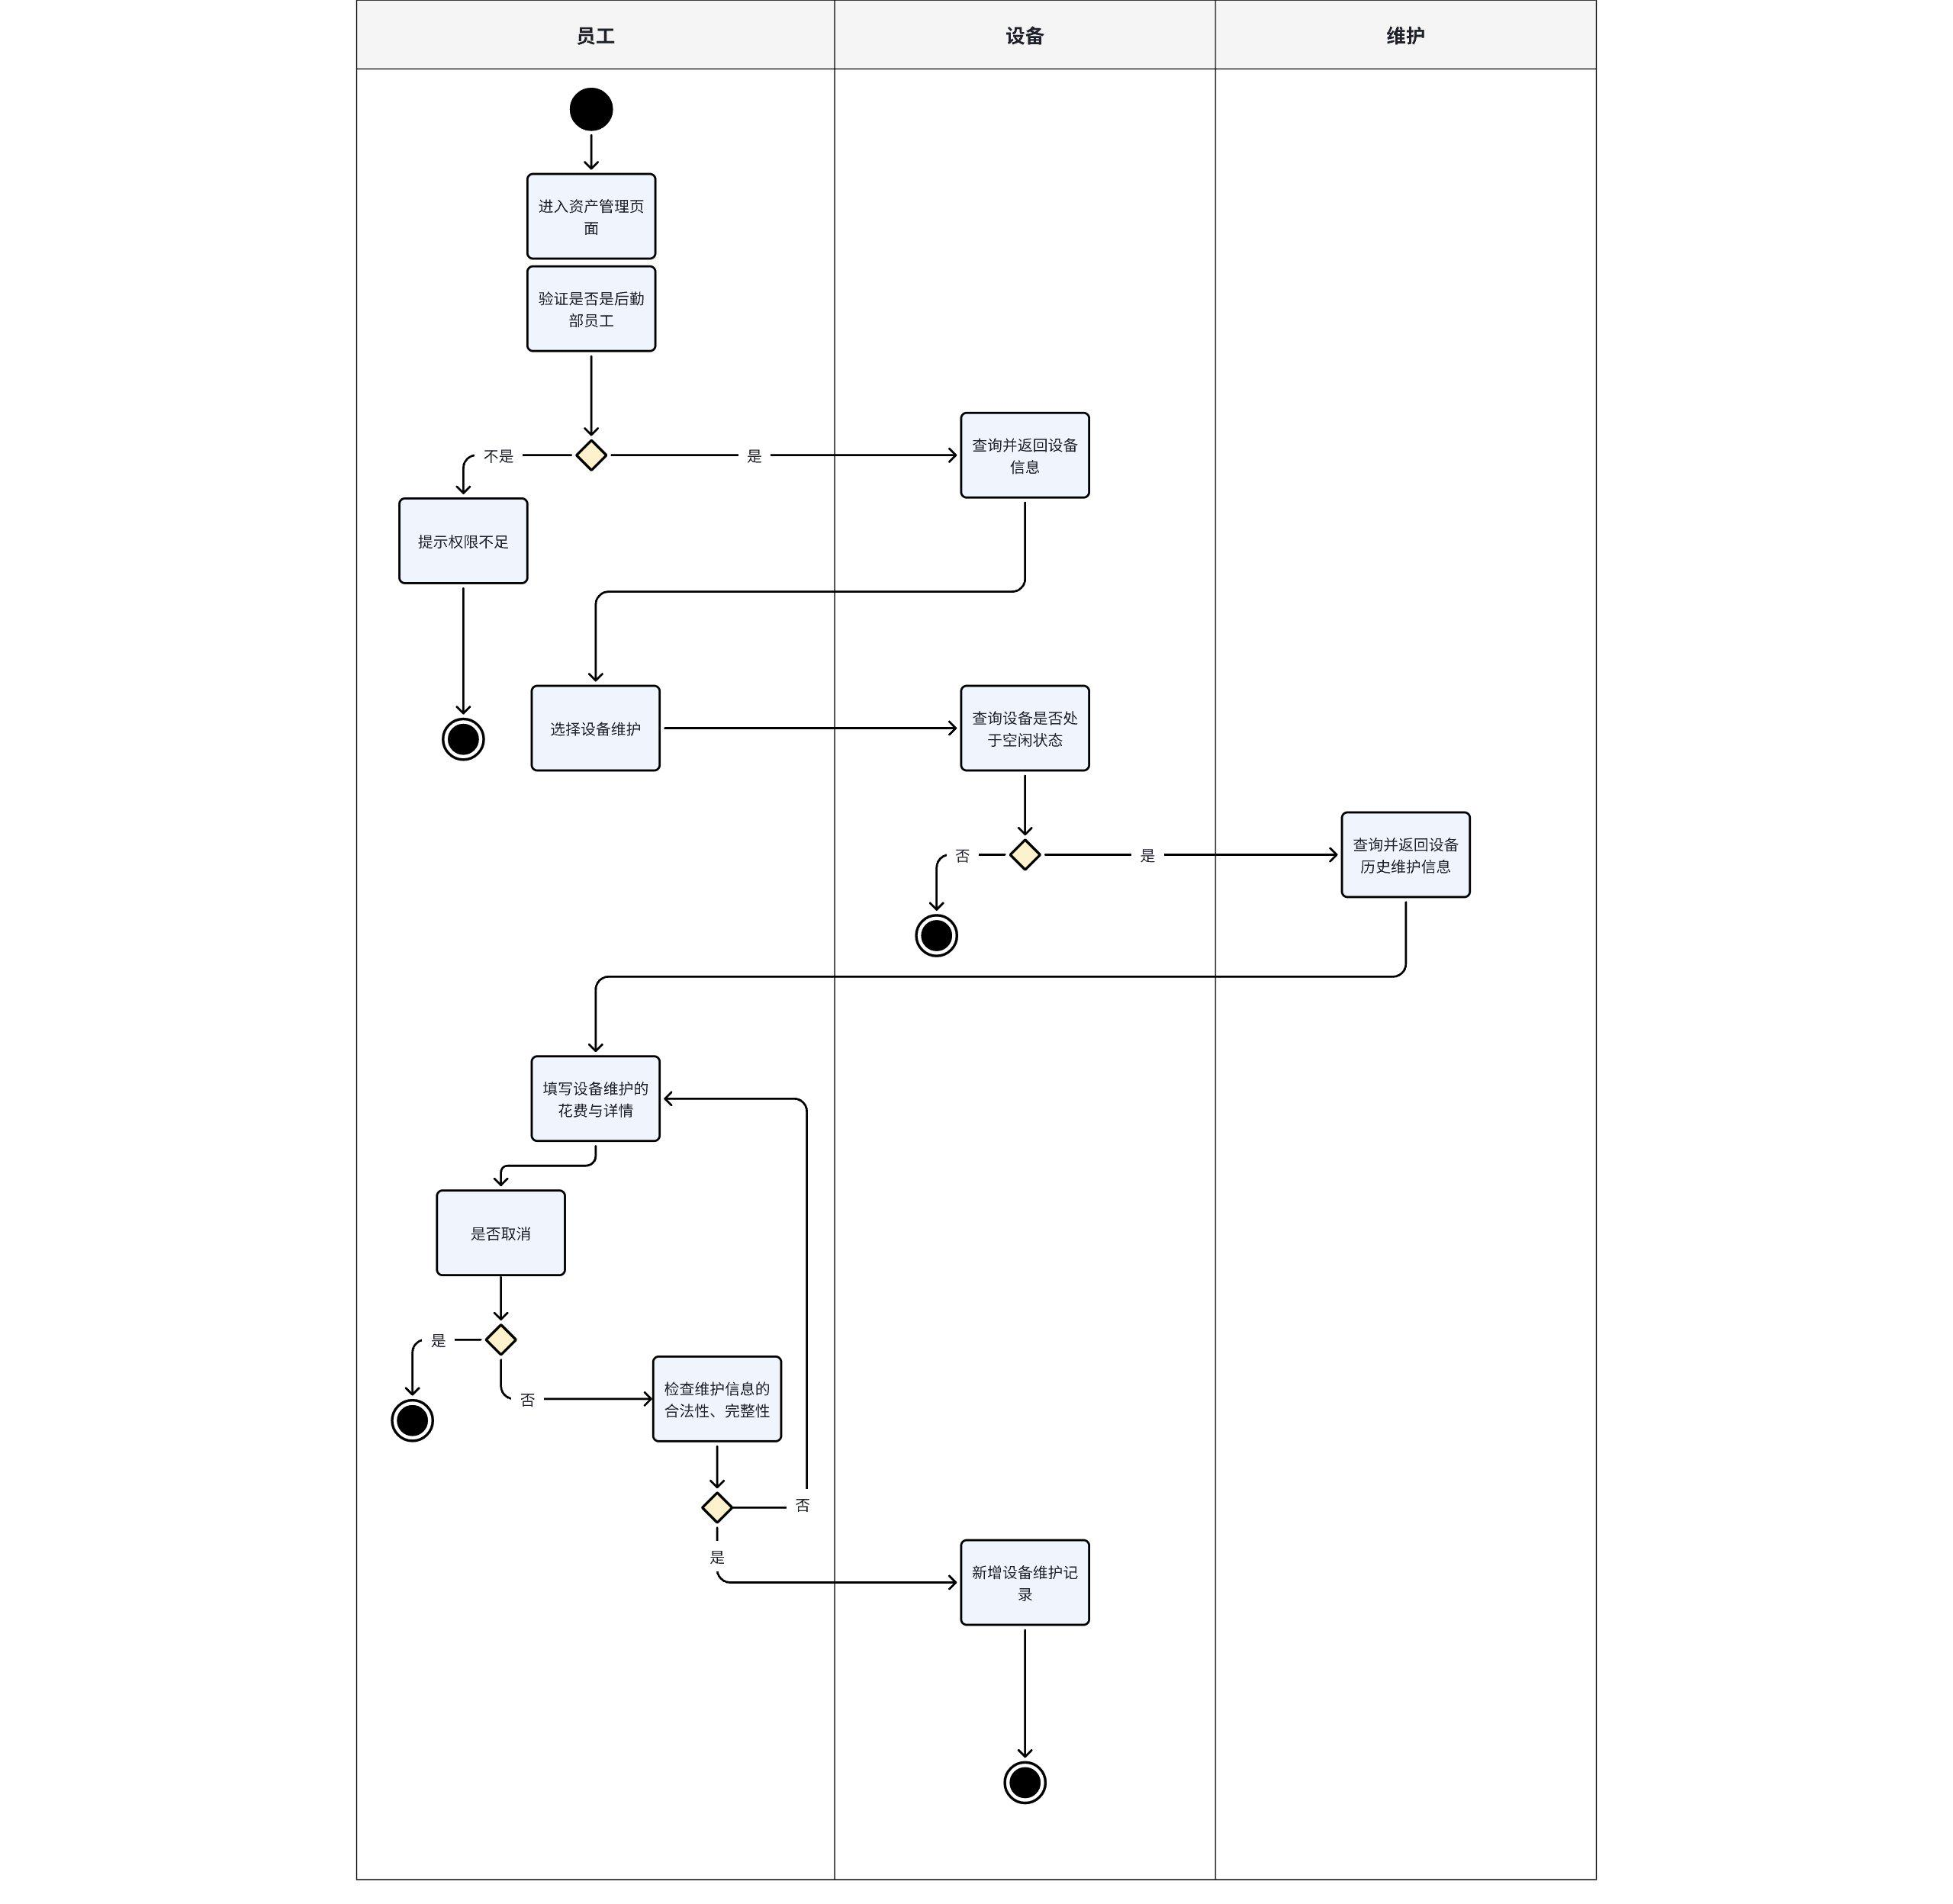 员工
设备
维护
进入资产管理页
面
验证是否是后勤
部员工
不是
是
查询并返回设备
信息
提示权限不足
选择设备维护
查询设备是否处
于空闲状态
否
是
查询并返回设备
历史维护信息
填写设备维护的
花费与详情
是否取消
是
否
检查维护信息的
合法性、完整性
否
是
新增设备维护记
录